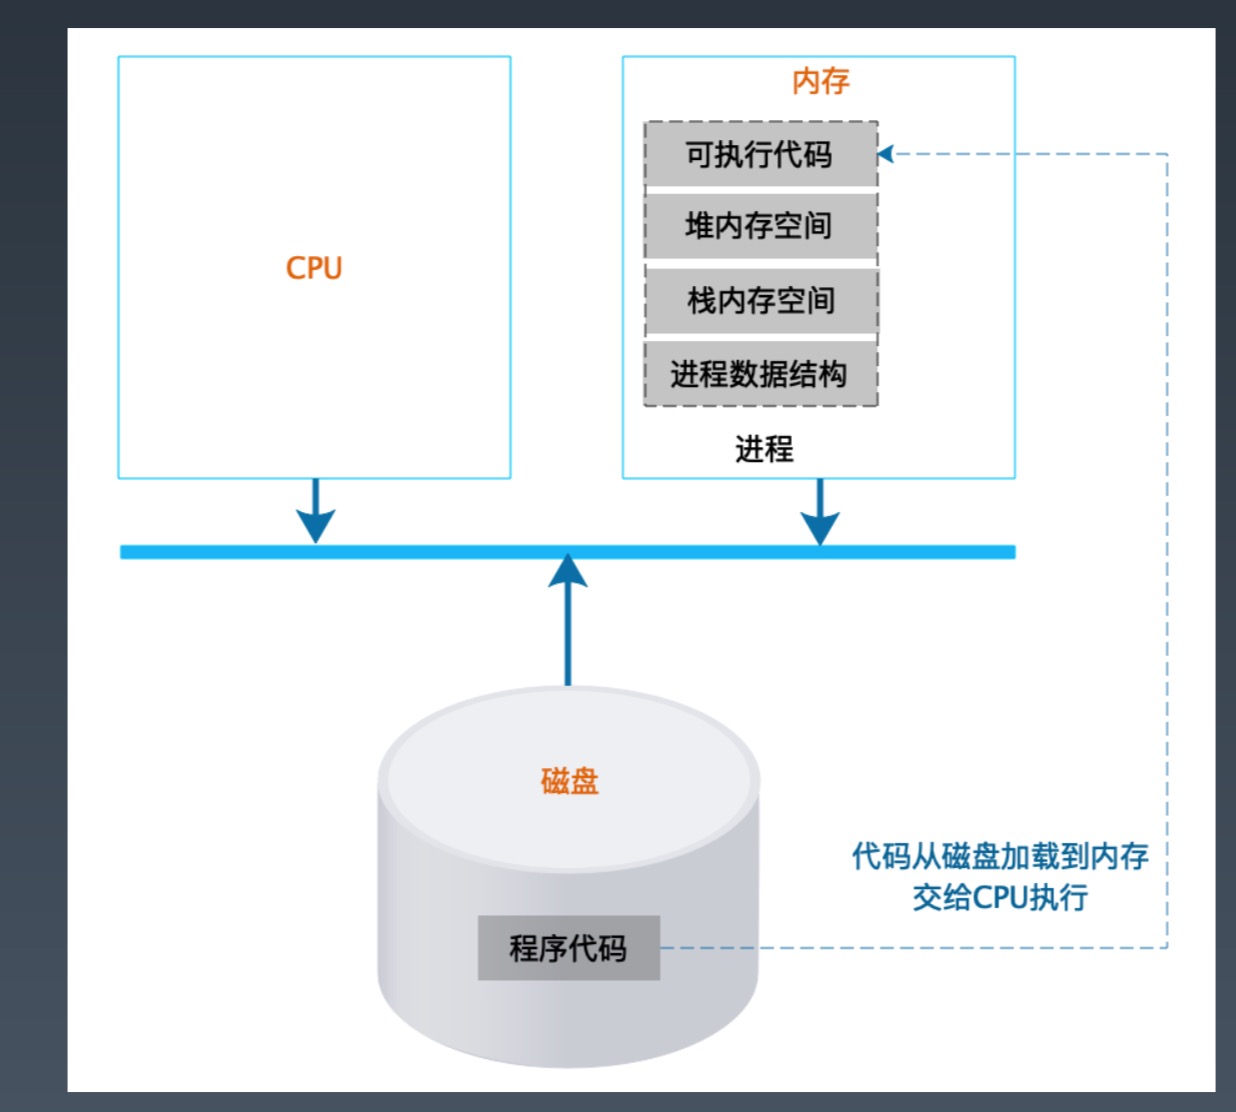 内存
可执行代码
堆内存空间
CPU
栈内存空间
进程数据结构
进程
磁盘
代码从磁盘加载到内存
交给CPU执行
程序代码